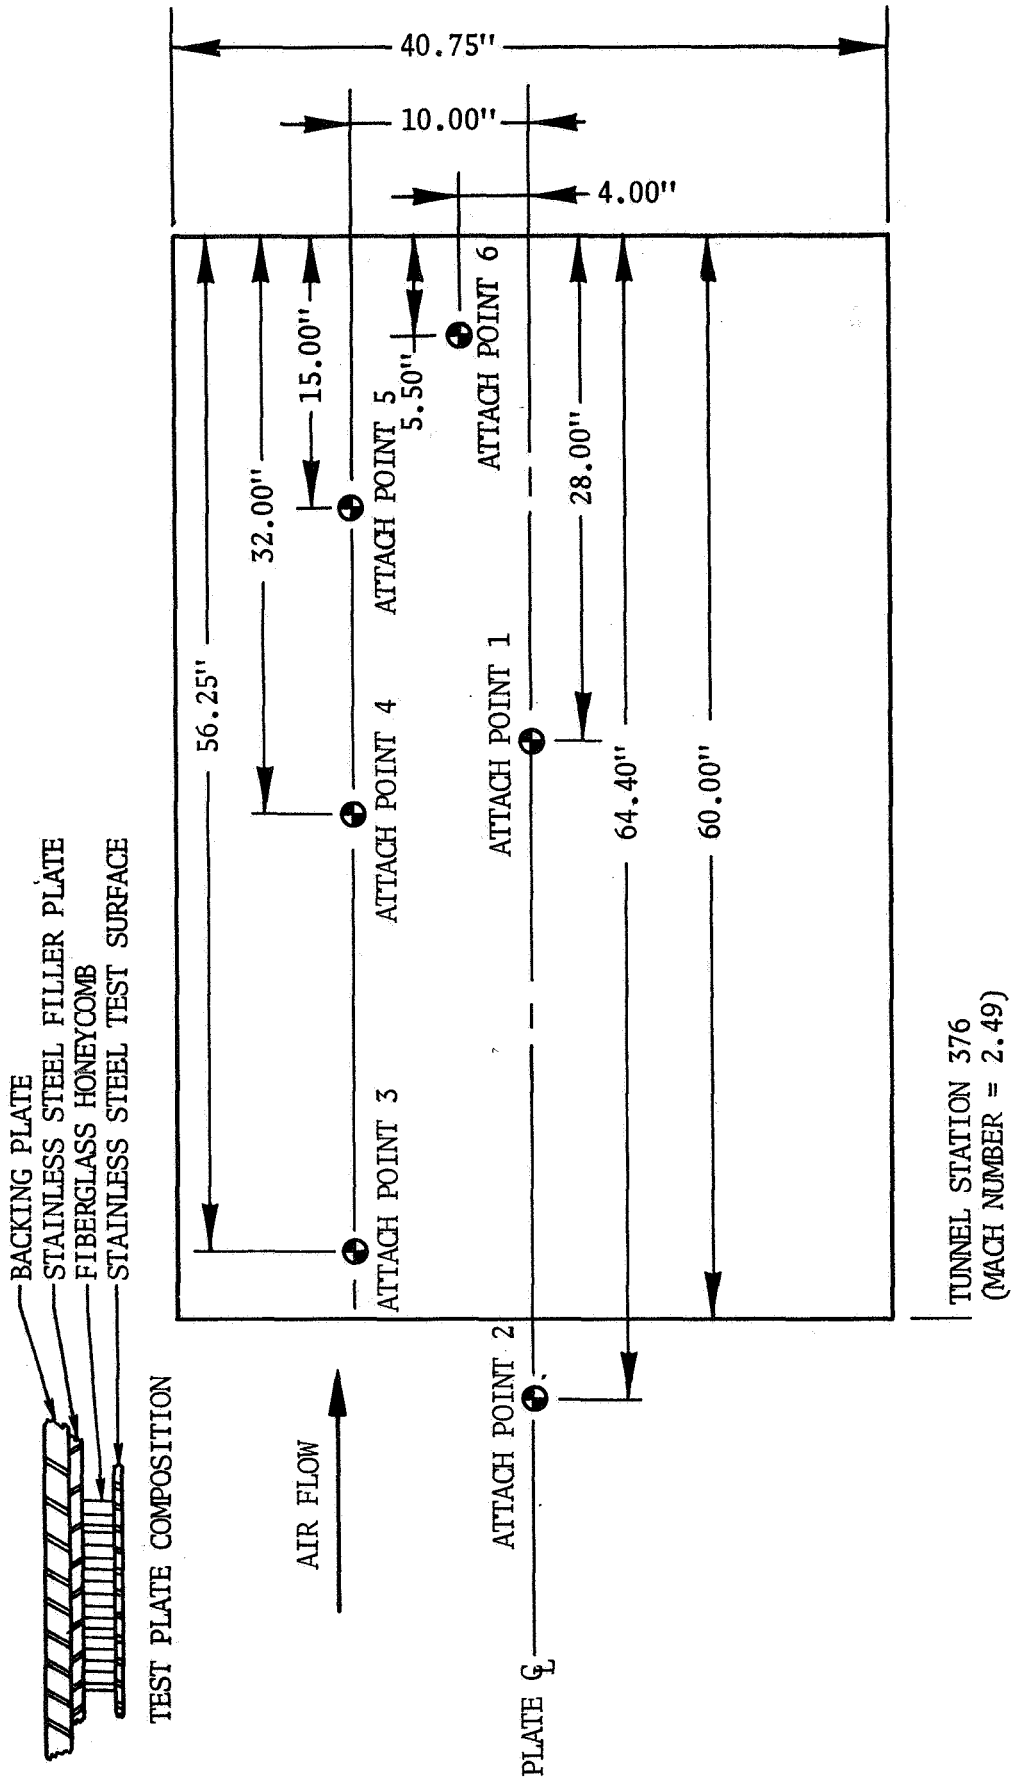 BACKING PLATE
STAINLESS STEEL FILLER PLATE
FIBERGLASS HONEYCOMB
STAINLESS STEEL TEST SURFACE
TEST PLATE COMPOSITION
56.25"
32.00"
15.00"
5.50"
AIR FLOW
ATTACH POINT 3
ATTACH POINT 4
ATTACH POINT 5
ATTACH POINT 6
ATTACH POINT 2
ATTACH POINT 1
PLATE ℄
28.00"
64.40"
60.00"
40.75"
10.00"
4.00"
TUNNEL STATION 376
(MACH NUMBER = 2.49)